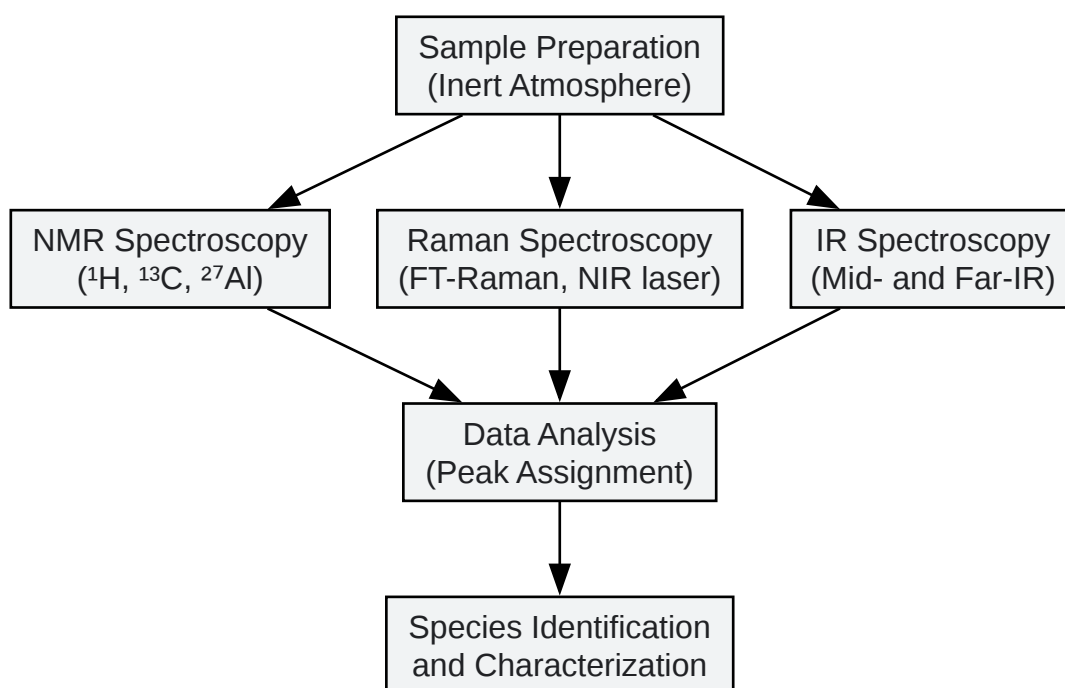 Sample Preparation
(Inert Atmosphere)
NMR Spectroscopy
(¹H, ¹³C, ²⁷Al)
Raman Spectroscopy
(FT-Raman, NIR laser)
IR Spectroscopy
(Mid- and Far-IR)
Data Analysis
(Peak Assignment)
Species Identification
and Characterization